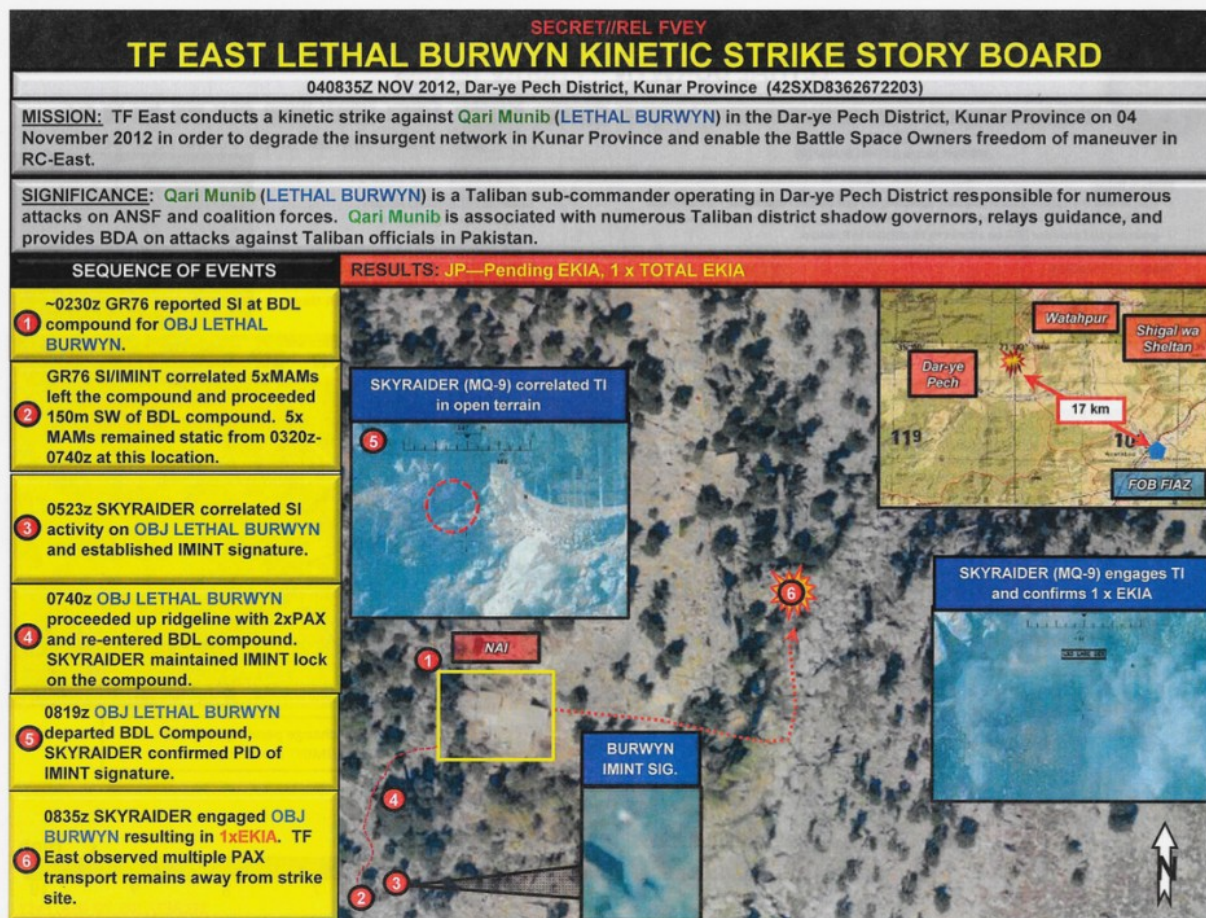 SECRET//REL FVEY
TF EAST LETHAL BURWYN KINETIC STRIKE STORY BOARD
040835Z NOV 2012, Dar-ye Pech District, Kunar Province (42SXD8362672203)
MISSION: TF East conducts a kinetic strike against Qari Munib (LETHAL BURWYN) in the Dar-ye Pech District, Kunar Province on 04
November 2012 in order to degrade the insurgent network in Kunar Province and enable the Battle Space Owners freedom of maneuver in
RC-East.
SIGNIFICANCE: Qari Munib (LETHAL BURWYN) is a Taliban sub-commander operating in Dar-ye Pech District responsible for numerous
attacks on ANSF and coalition forces. Qari Munib is associated with numerous Taliban district shadow governors, relays guidance, and
provides BDA on attacks against Taliban officials in Pakistan.
SEQUENCE OF EVENTS
1
~0230z GR76 reported SI at BDL
compound for OBJ LETHAL
BURWYN.
2
GR76 SI/IMINT correlated 5xMAMs
left the compound and proceeded
150m SW of BDL compound. 5x
MAMs remained static from 0320z-
0740z at this location.
3
0523z SKYRAIDER correlated SI
activity on OBJ LETHAL BURWYN
and established IMINT signature.
4
0740z OBJ LETHAL BURWYN
proceeded up ridgeline with 2xPAX
and re-entered BDL compound.
SKYRAIDER maintained IMINT lock
on the compound.
5
0819z OBJ LETHAL BURWYN
departed BDL Compound,
SKYRAIDER confirmed PID of
IMINT signature.
6
0835z SKYRAIDER engaged OBJ
BURWYN resulting in 1xEKIA. TF
East observed multiple PAX
transport remains away from strike
site.
RESULTS: JP—Pending EKIA, 1 x TOTAL EKIA
SKYRAIDER (MQ-9) correlated TI
in open terrain
5
Watahpur
Shigal wa
Sheltan
Dar-ye
Pech
17 km
119
10
FOB FIAZ
6
SKYRAIDER (MQ-9) engages TI
and confirms 1 x EKIA
NAI
1
BURWYN
IMINT SIG.
4
3
2
N